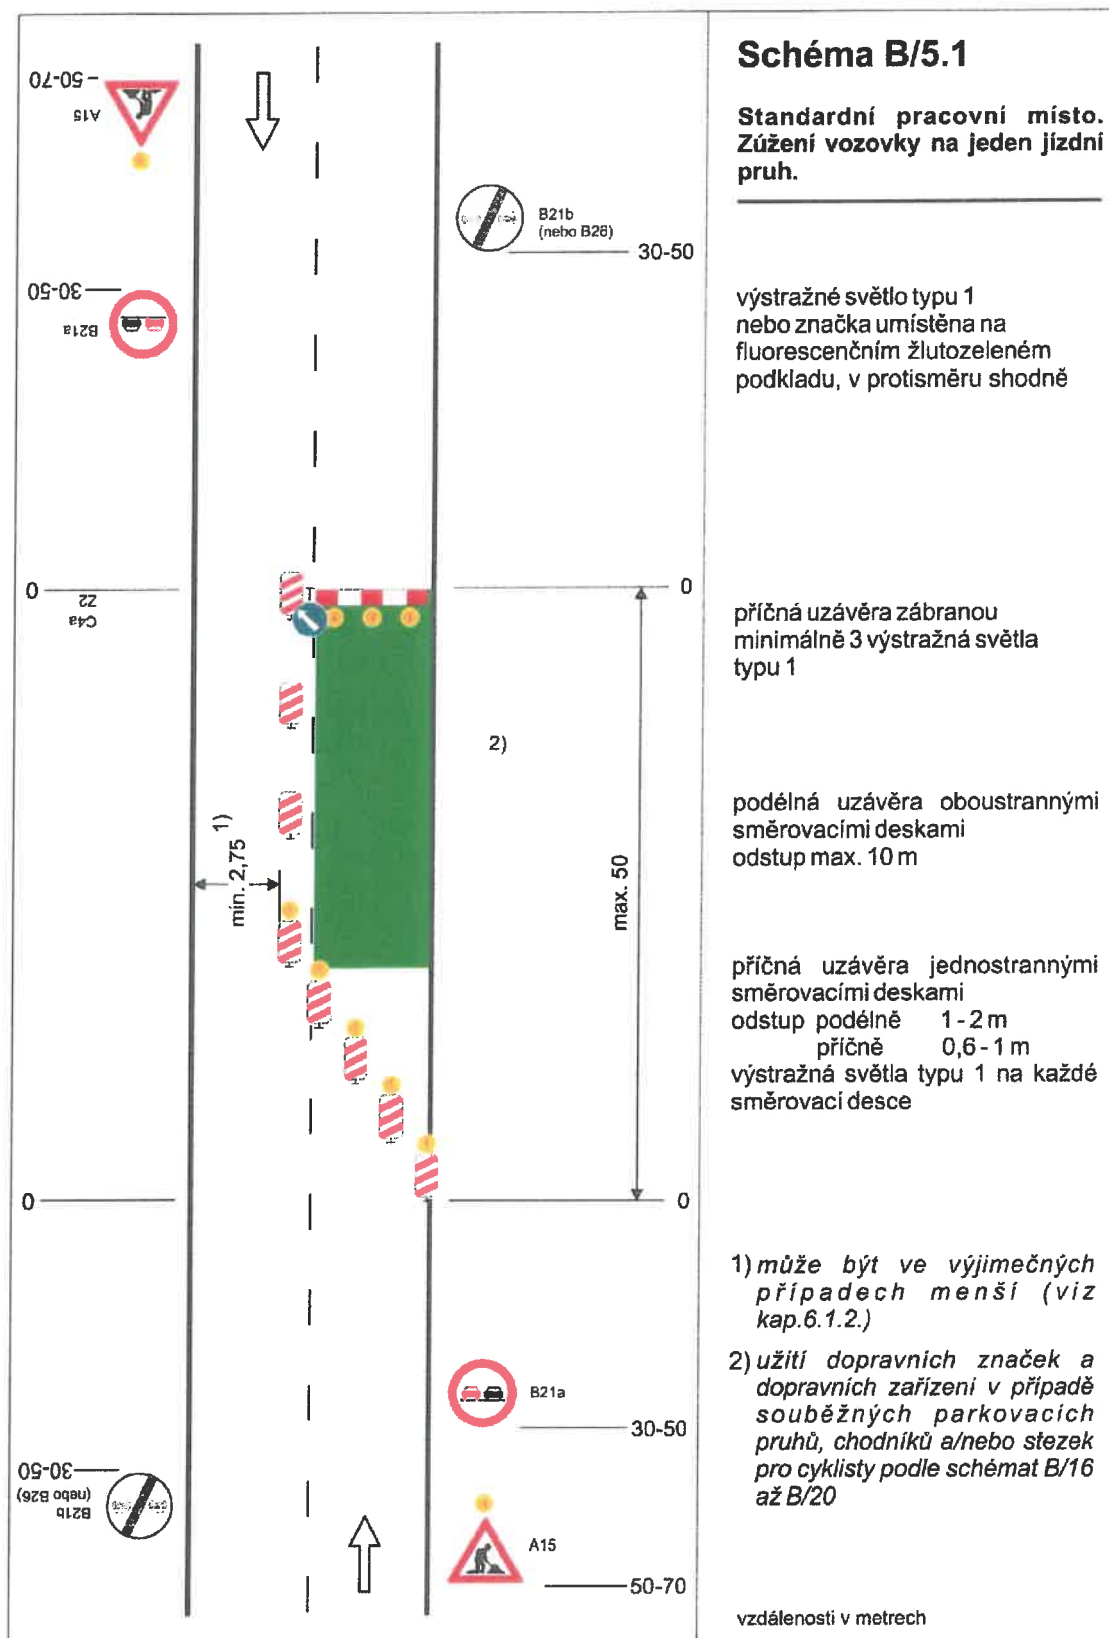 Schéma B/5.1
Standardní pracovní místo.
Zúžení vozovky na jeden jízdní
pruh.
50-70
A15
B21b
(nebo B26)
30-50
30-50
B21a
výstražné světlo typu 1
nebo značka umístěna na
fluorescenčním žlutozeleném
podkladu, v protisměru shodně
0
Z2
C4a
0
příčná uzávěra zábranou
minimálně 3 výstražná světla
typu 1
2)
podélná uzávěra oboustrannými
směrovacími deskami
odstup max. 10 m
min. 2,75 1)
max. 50
příčná uzávěra jednostrannými
směrovacími deskami
odstup podélně 1-2 m
příčně 0,6-1 m
výstražná světla typu 1 na každé
směrovací desce
0
0
1) může být ve výjimečných
případech menší (viz
kap.6.1.2.)
2) užití dopravních značek a
dopravních zařízení v případě
souběžných parkovacích
pruhů, chodníků a/nebo stezek
pro cyklisty podle schémat B/16
až B/20
B21a
30-50
30-50
B21b
(nebo B26)
A15
50-70
vzdálenosti v metrech